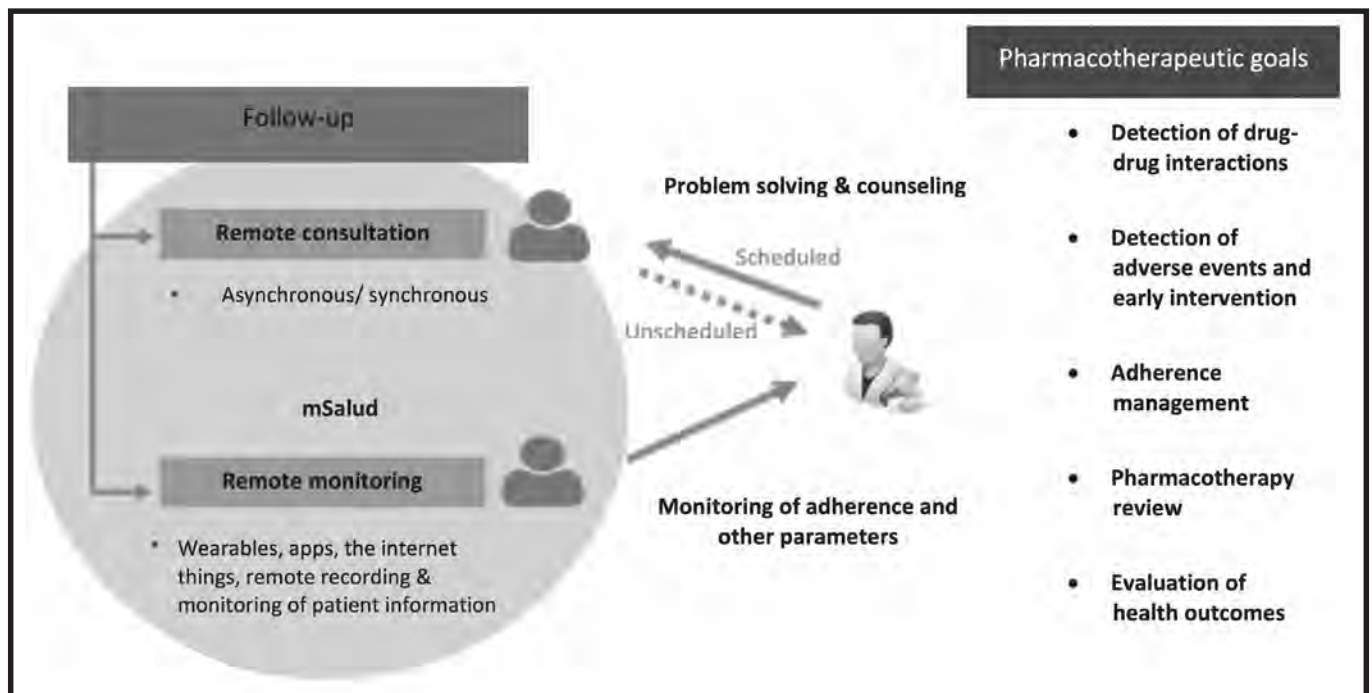 Follow-up
Remote consultation
• Asynchronous/ synchronous
mSalud
Remote monitoring
• Wearables, apps, the internet
things, remote recording &
monitoring of patient information
Problem solving & counseling
Scheduled
Unscheduled
Monitoring of adherence and
other parameters
Pharmacotherapeutic goals
• Detection of drug-
drug interactions
• Detection of
adverse events and
early intervention
• Adherence
management
• Pharmacotherapy
review
• Evaluation of
health outcomes